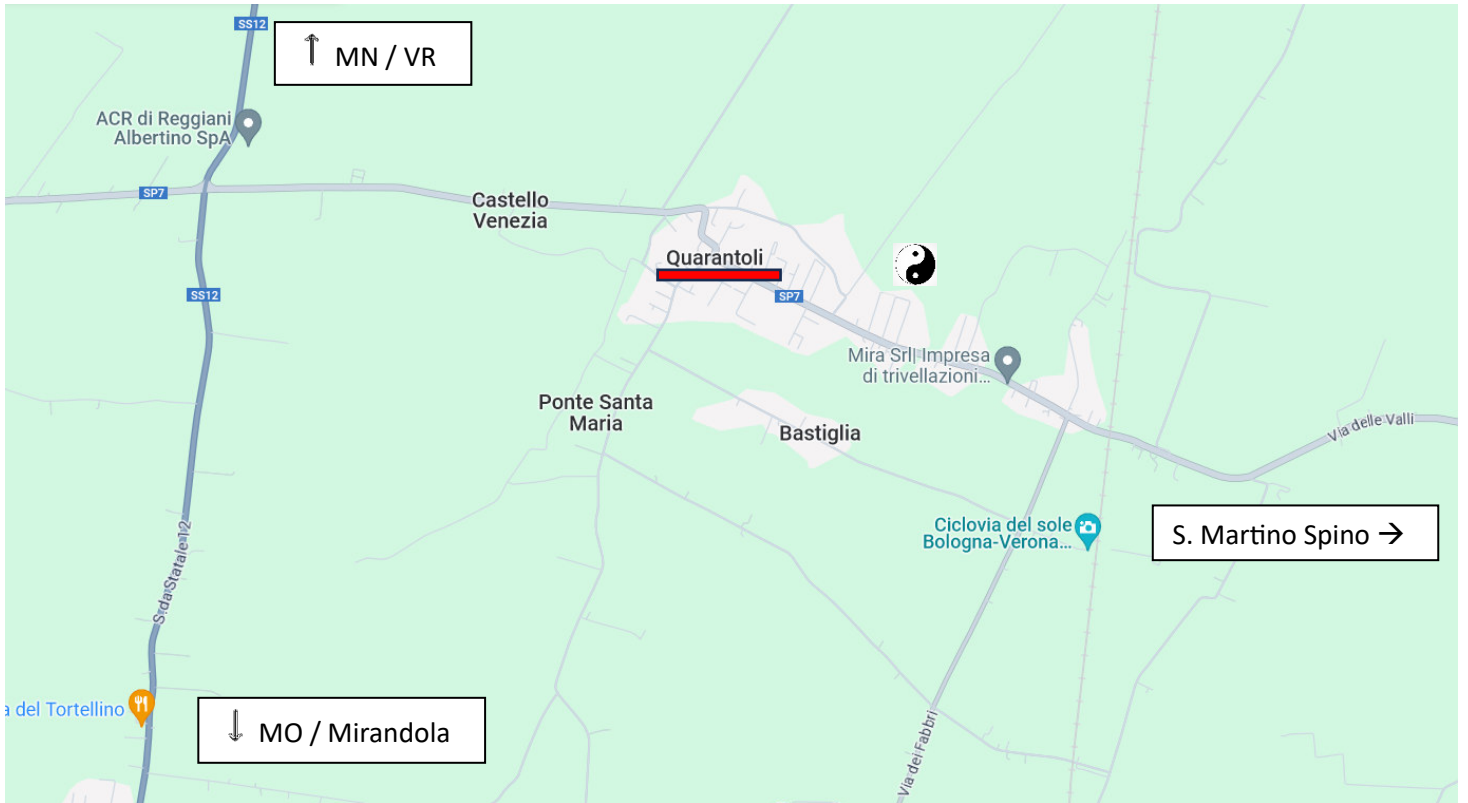 SS12
↑ MN / VR
ACR di Reggiani
Albertino SpA
SP7
Castello
Venezia
Quarantoli
SP7
SS12
Mira Srl| Impresa
di trivellazioni…
Ponte Santa
Maria
Bastiglia
Via delle Valli
Ciclovia del sole
Bologna-Verona…
S. Martino Spino →
S.da Statale 12
a del Tortellino
↓ MO / Mirandola
Via dei Fabbri